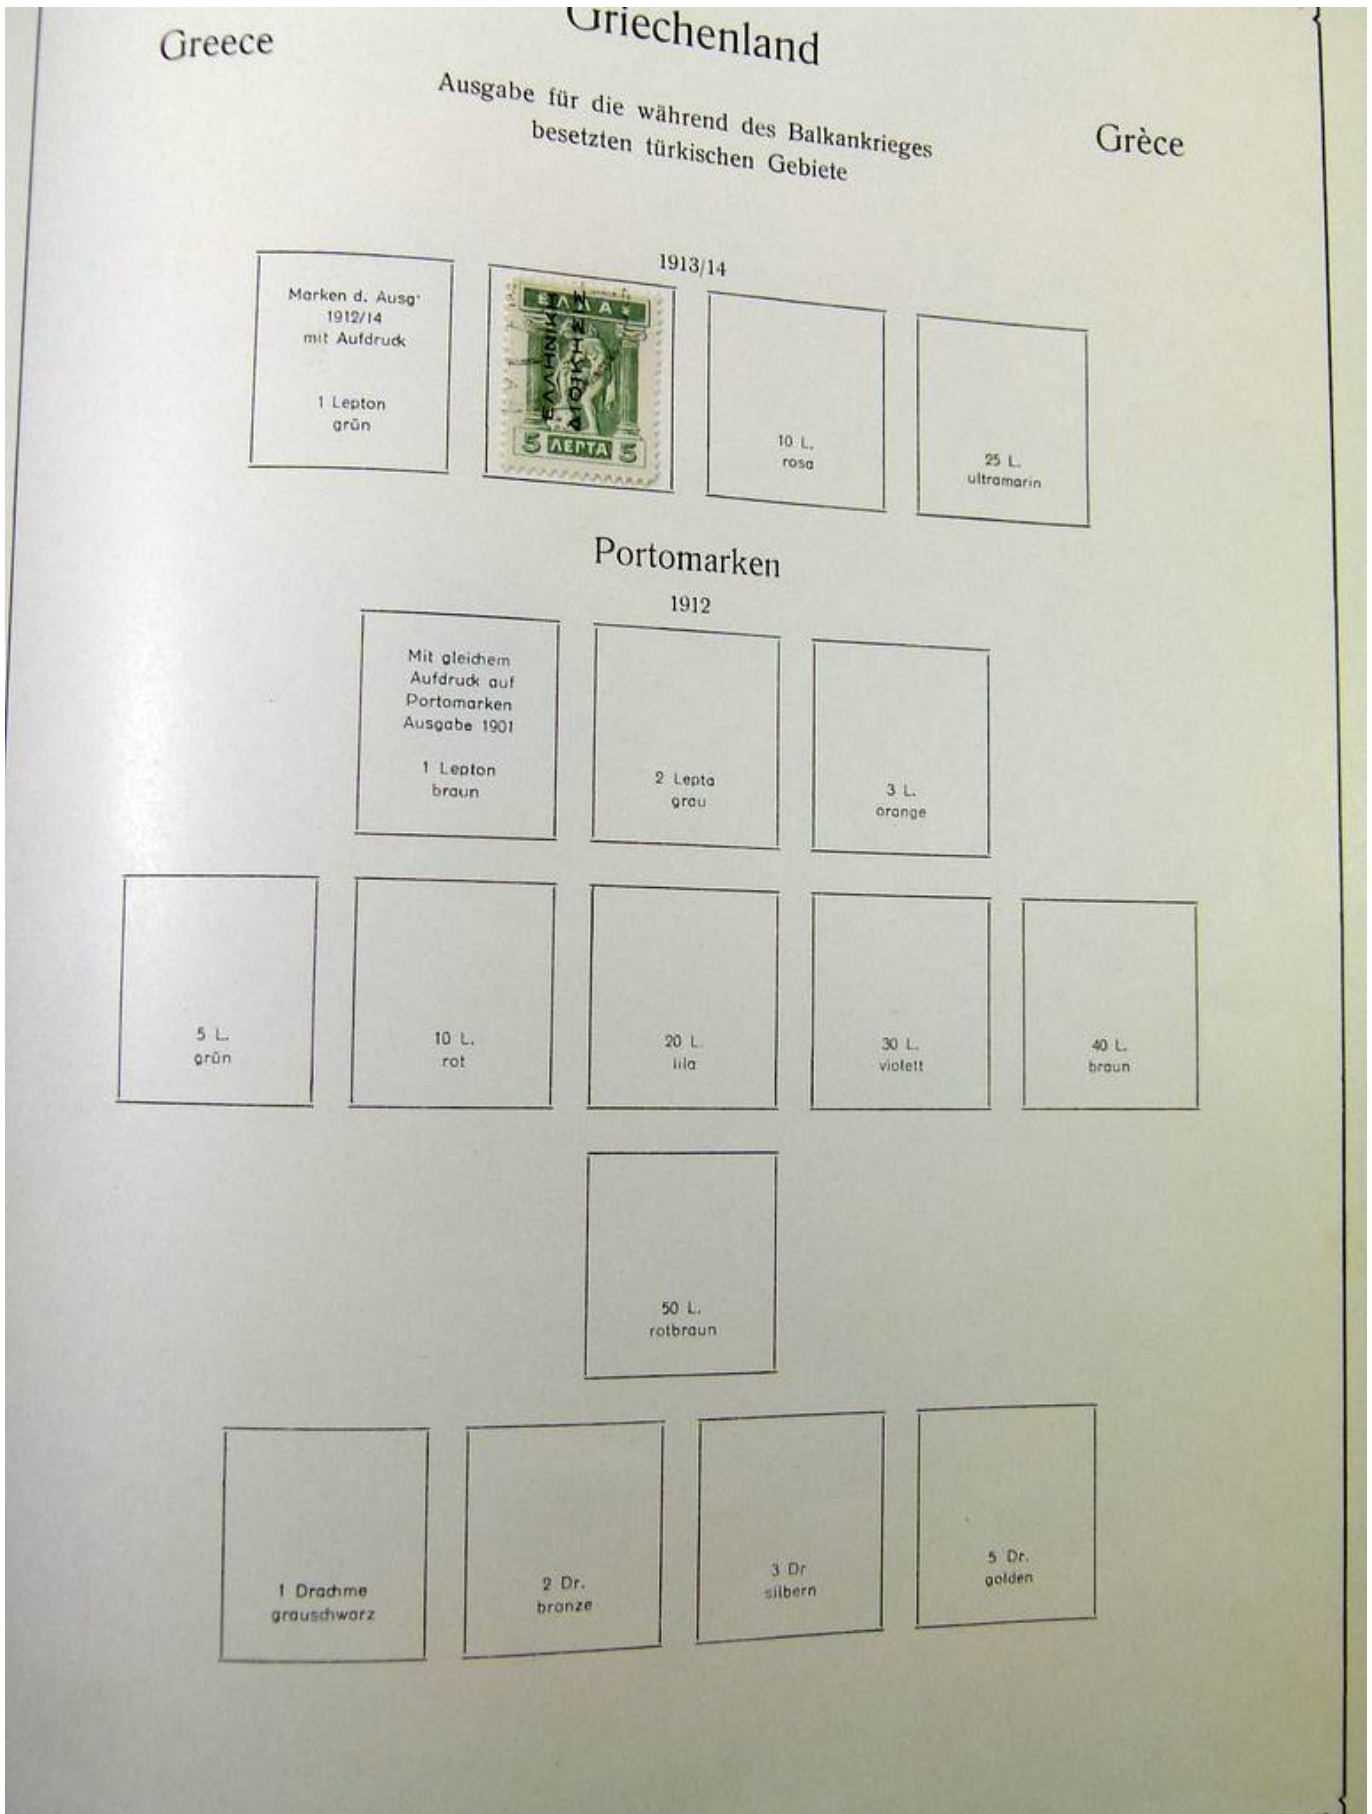 Griechenland
Greece
Ausgabe für die während des Balkankrieges
besetzten türkischen Gebiete
Grèce
1913/14
Marken d. Ausg.
1912/14
mit Aufdruck
1 Lepton
grün
ΕΛΛΑΣ
ΕΛΛΗΝΙΚΗ
ΔΙΟΙΚΗΣΙΣ
5 ΛΕΠΤΑ 5
10 L.
rosa
25 L.
ultramarin
Portomarken
1912
Mit gleichem
Aufdruck auf
Portomarken
Ausgabe 1901
1 Lepton
braun
2 Lepta
grau
3 L.
orange
5 L.
grün
10 L.
rot
20 L.
lila
30 L.
violett
40 L.
braun
50 L.
rotbraun
1 Drachme
grauschwarz
2 Dr.
bronze
3 Dr
silbern
5 Dr.
golden